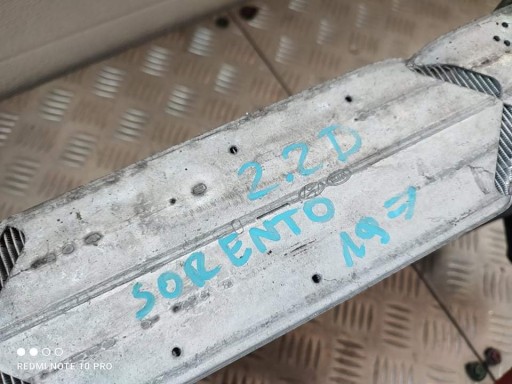 2.2D
SORENTO
19=>
REDMI NOTE 10 PRO